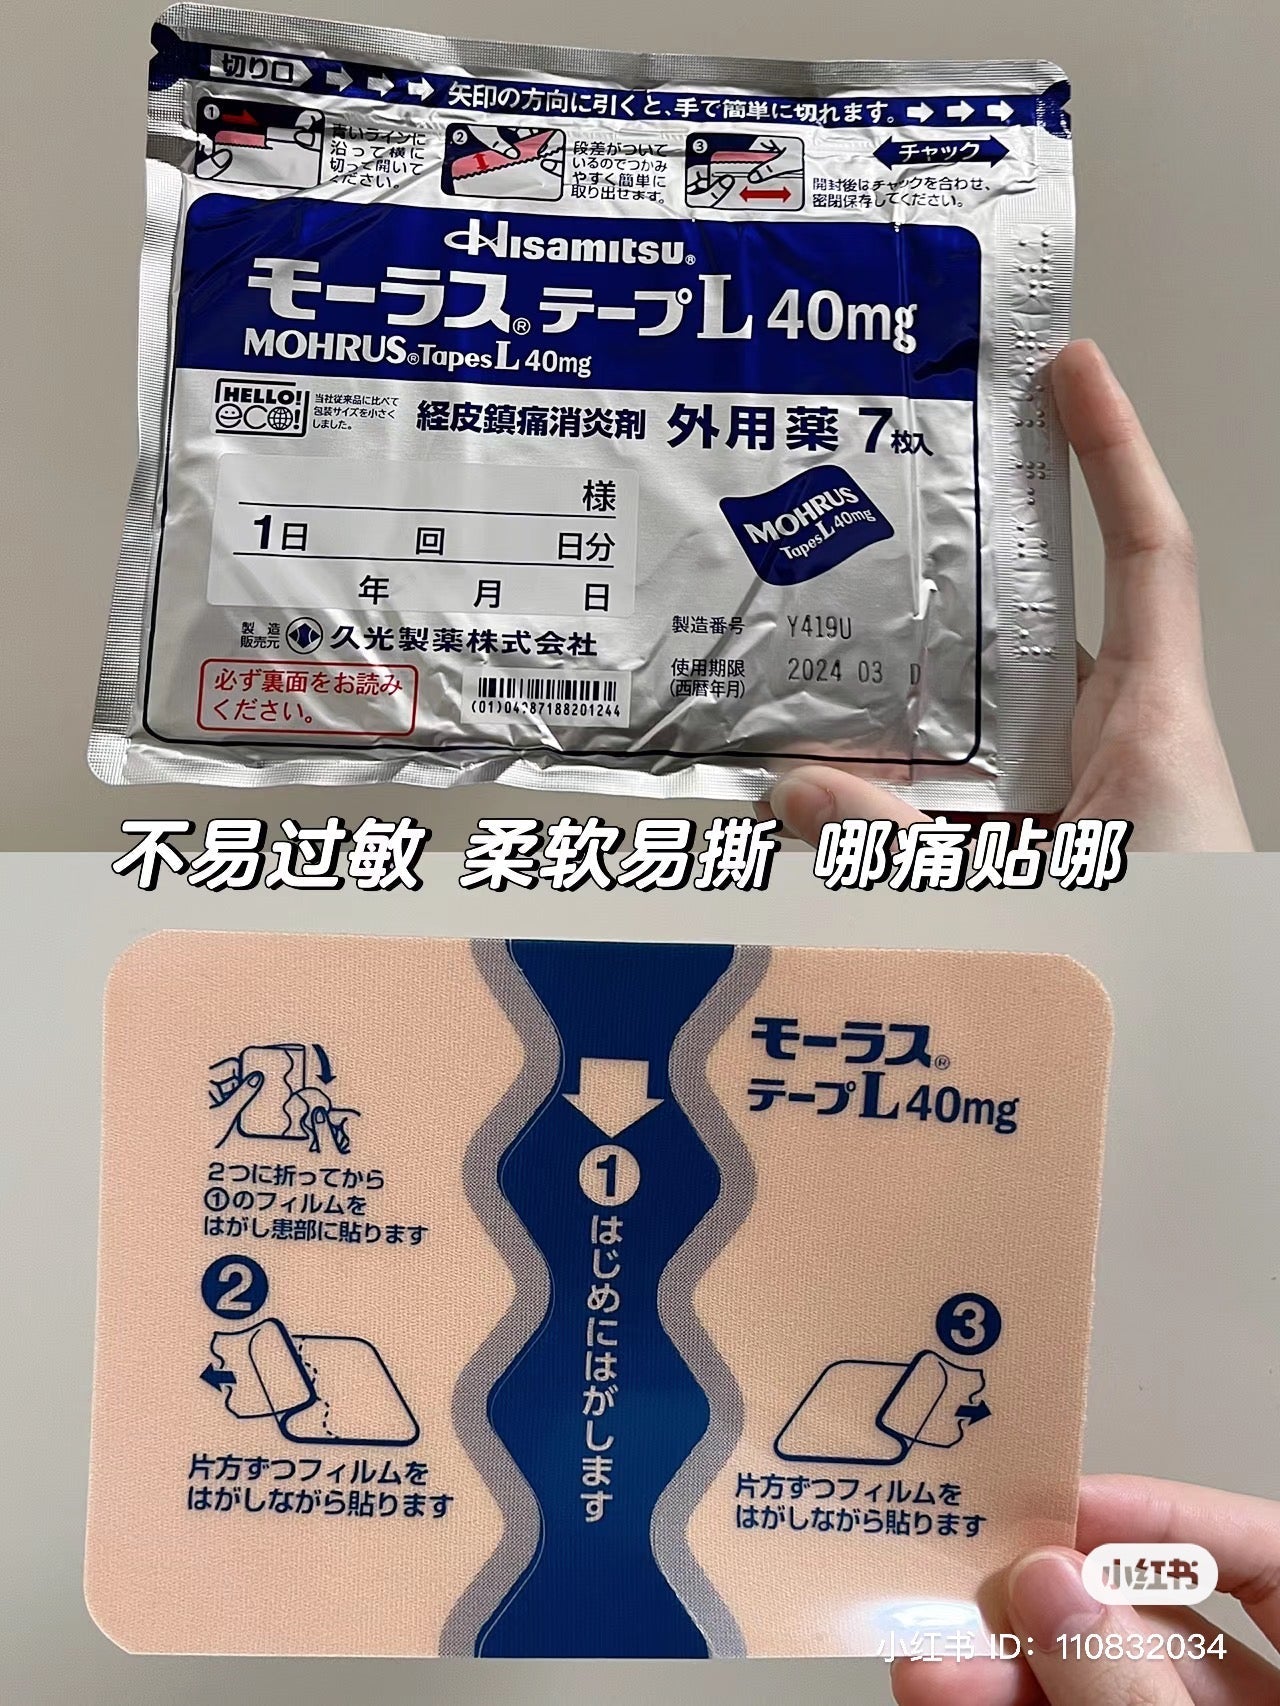 切り口
矢印の方向に引くと、手で簡単に切れます。
①
青いラインに
沿って横に
切って開いて
ください。
②
段差がついて
いるのでつかみ
やすく簡単に
取り出せます。
③
チャック
開封後はチャックを合わせ、
密閉保存してください。
Hisamitsu®
モーラス®テープL 40mg
MOHRUS®Tapes L 40mg
HELLO!
eco!
当社従来品に比べて
包装サイズを小さく
しました。
経皮鎮痛消炎剤 外用薬 7枚入
様
1日 回 日分
年 月 日
MOHRUS
Tapes L 40mg
製造
販売元
久光製薬株式会社
製造番号 Y419U
使用期限 2024 03 D
(西暦年月)
必ず裏面をお読み
ください。
(01)04987188201244
不易过敏 柔软易撕 哪痛贴哪
モーラス®
テープL 40mg
①はじめにはがします
2つに折ってから
①のフィルムを
はがし患部に貼ります
②
片方ずつフィルムを
はがしながら貼ります
③
片方ずつフィルムを
はがしながら貼ります
小红书
小红书 ID：110832034